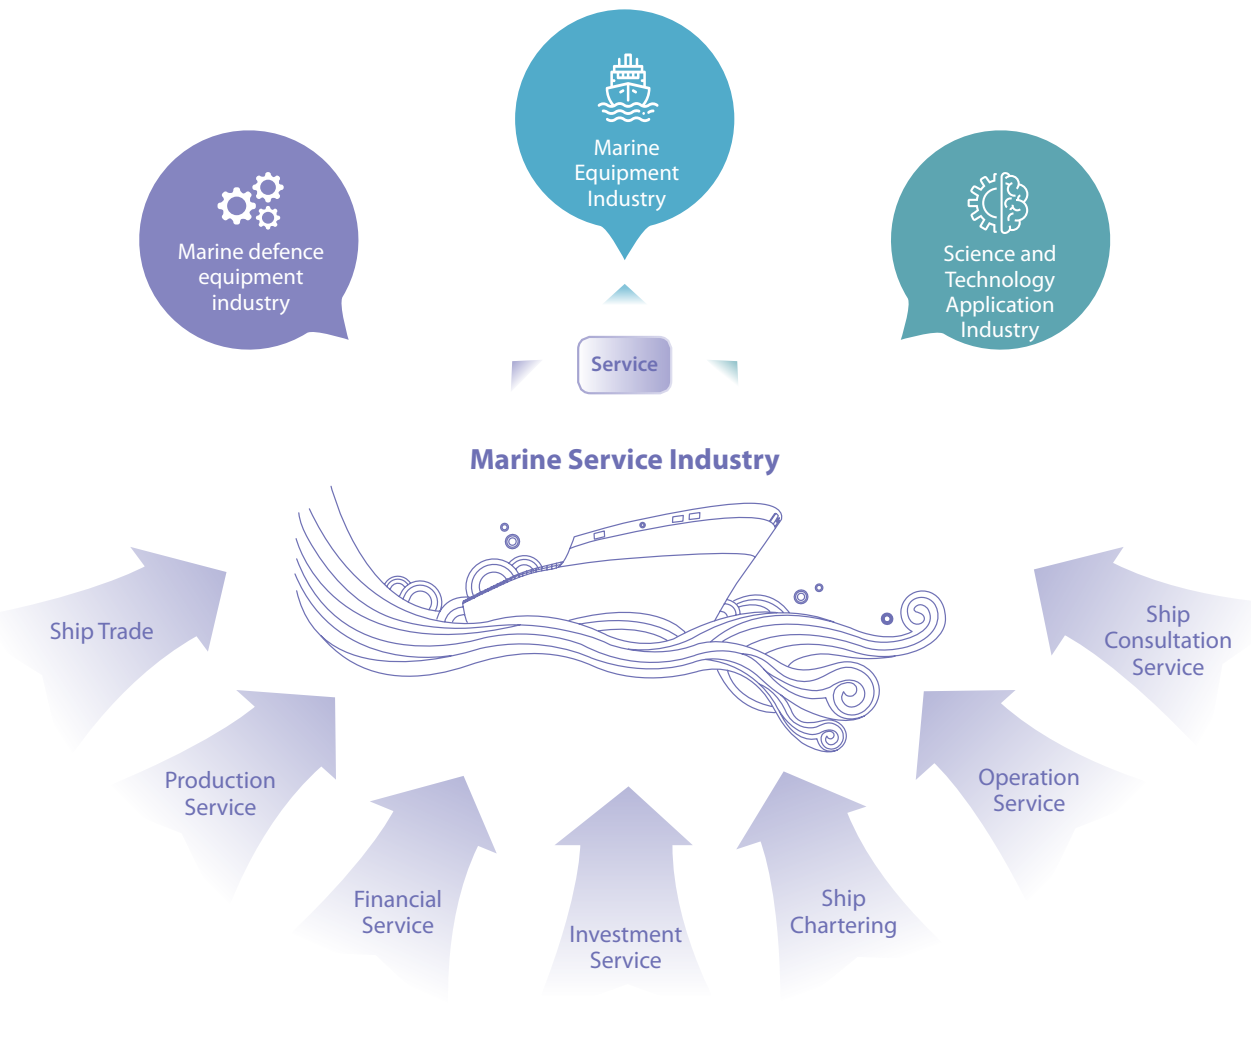 Marine
Equipment
Industry
Marine defence
equipment
industry
Science and
Technology
Application
Industry
Service
Marine Service Industry
Ship Trade
Production
Service
Financial
Service
Investment
Service
Ship
Chartering
Operation
Service
Ship
Consultation
Service